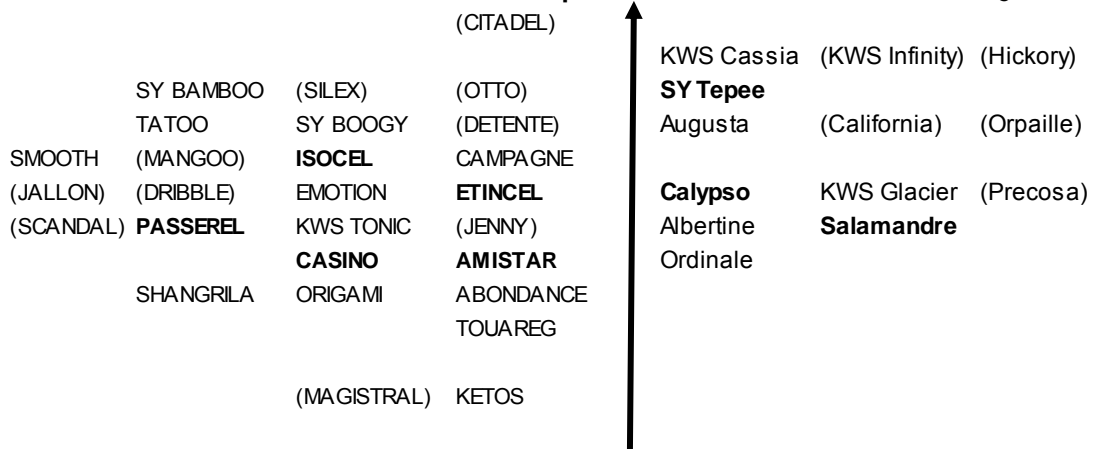 (CITADEL)
KWS Cassia (KWS Infinity) (Hickory)
SY BAMBOO (SILEX) (OTTO) SY Tepee
TATOO SY BOOGY (DETENTE) Augusta (California) (Orpaille)
SMOOTH (MANGOO) ISOCEL CAMPAGNE
(JALLON) (DRIBBLE) EMOTION ETINCEL Calypso KWS Glacier (Precosa)
(SCANDAL) PASSEREL KWS TONIC (JENNY) Albertine Salamandre
CASINO AMISTAR Ordinale
SHANGRILA ORIGAMI ABONDANCE
TOUAREG
(MAGISTRAL) KETOS